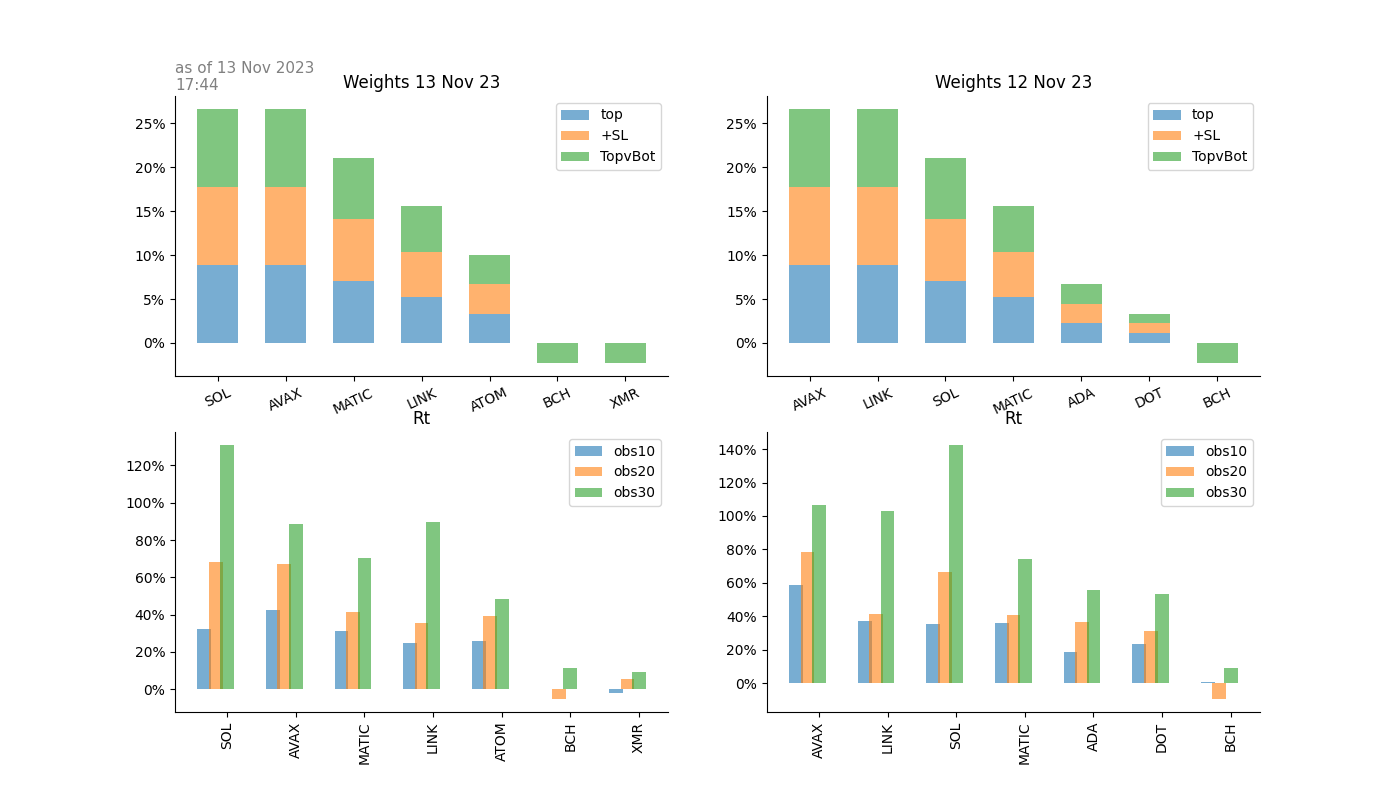 as of 13 Nov 2023
17:44
Weights 13 Nov 23
25%
20%
15%
10%
5%
0%
top
+SL
TopvBot
SOL
AVAX
MATIC
LINK
ATOM
BCH
XMR
Weights 12 Nov 23
25%
20%
15%
10%
5%
0%
top
+SL
TopvBot
AVAX
LINK
SOL
MATIC
ADA
DOT
BCH
Rt
120%
100%
80%
60%
40%
20%
0%
obs10
obs20
obs30
SOL
AVAX
MATIC
LINK
ATOM
BCH
XMR
Rt
140%
120%
100%
80%
60%
40%
20%
0%
obs10
obs20
obs30
AVAX
LINK
SOL
MATIC
ADA
DOT
BCH